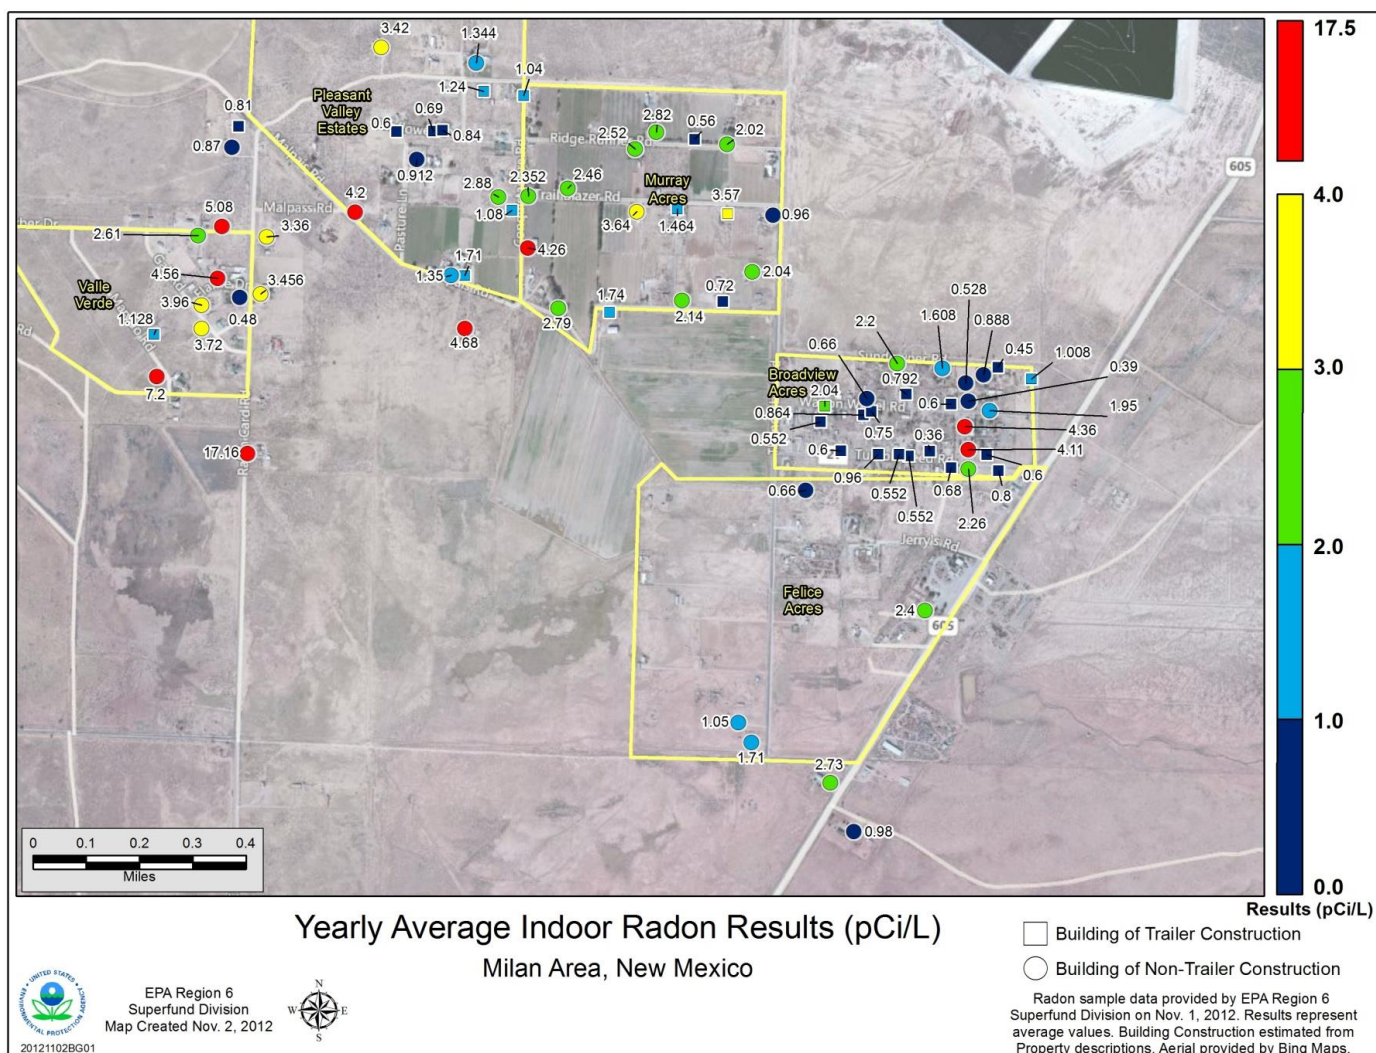 3.42
1.344
17.5
1.04
1.24
0.81
Pleasant
Valley
Estates
0.69
0.6
0.84
2.82
0.56
2.52
Ridge Runner Rd
2.02
605
0.87
Malpais Rd
0.912
2.88
2.352
2.46
Murray
Acres
4.2
Malpass Rd
Trailblazer Rd
3.57
4.0
5.08
1.08
3.64
1.464
0.96
2.61
3.36
Pasture Ln
4.26
4.56
1.71
1.35
2.04
Valle
Verde
3.456
3.96
0.48
1.128
3.72
1.74
0.72
2.79
2.14
0.528
4.68
2.2
1.608
0.888
0.66
0.45
1.008
3.0
7.2
Broadview
Acres
0.792
0.39
2.04
0.6
0.864
1.95
0.552
0.75
4.36
17.16
0.6
0.36
4.11
0.96
0.552
0.68
0.6
0.8
0.66
0.552
2.26
Jerry's Rd
2.0
Felice
Acres
2.4
605
1.05
1.0
1.71
2.73
0 0.1 0.2 0.3 0.4
Miles
0.98
0.0
Results (pCi/L)
Yearly Average Indoor Radon Results (pCi/L)
Milan Area, New Mexico
Building of Trailer Construction
Building of Non-Trailer Construction
UNITED STATES
ENVIRONMENTAL PROTECTION AGENCY
EPA Region 6
Superfund Division
Map Created Nov. 2, 2012
N
W E
S
Radon sample data provided by EPA Region 6
Superfund Division on Nov. 1, 2012. Results represent
average values. Building Construction estimated from
Property descriptions. Aerial provided by Bing Maps.
20121102BG01